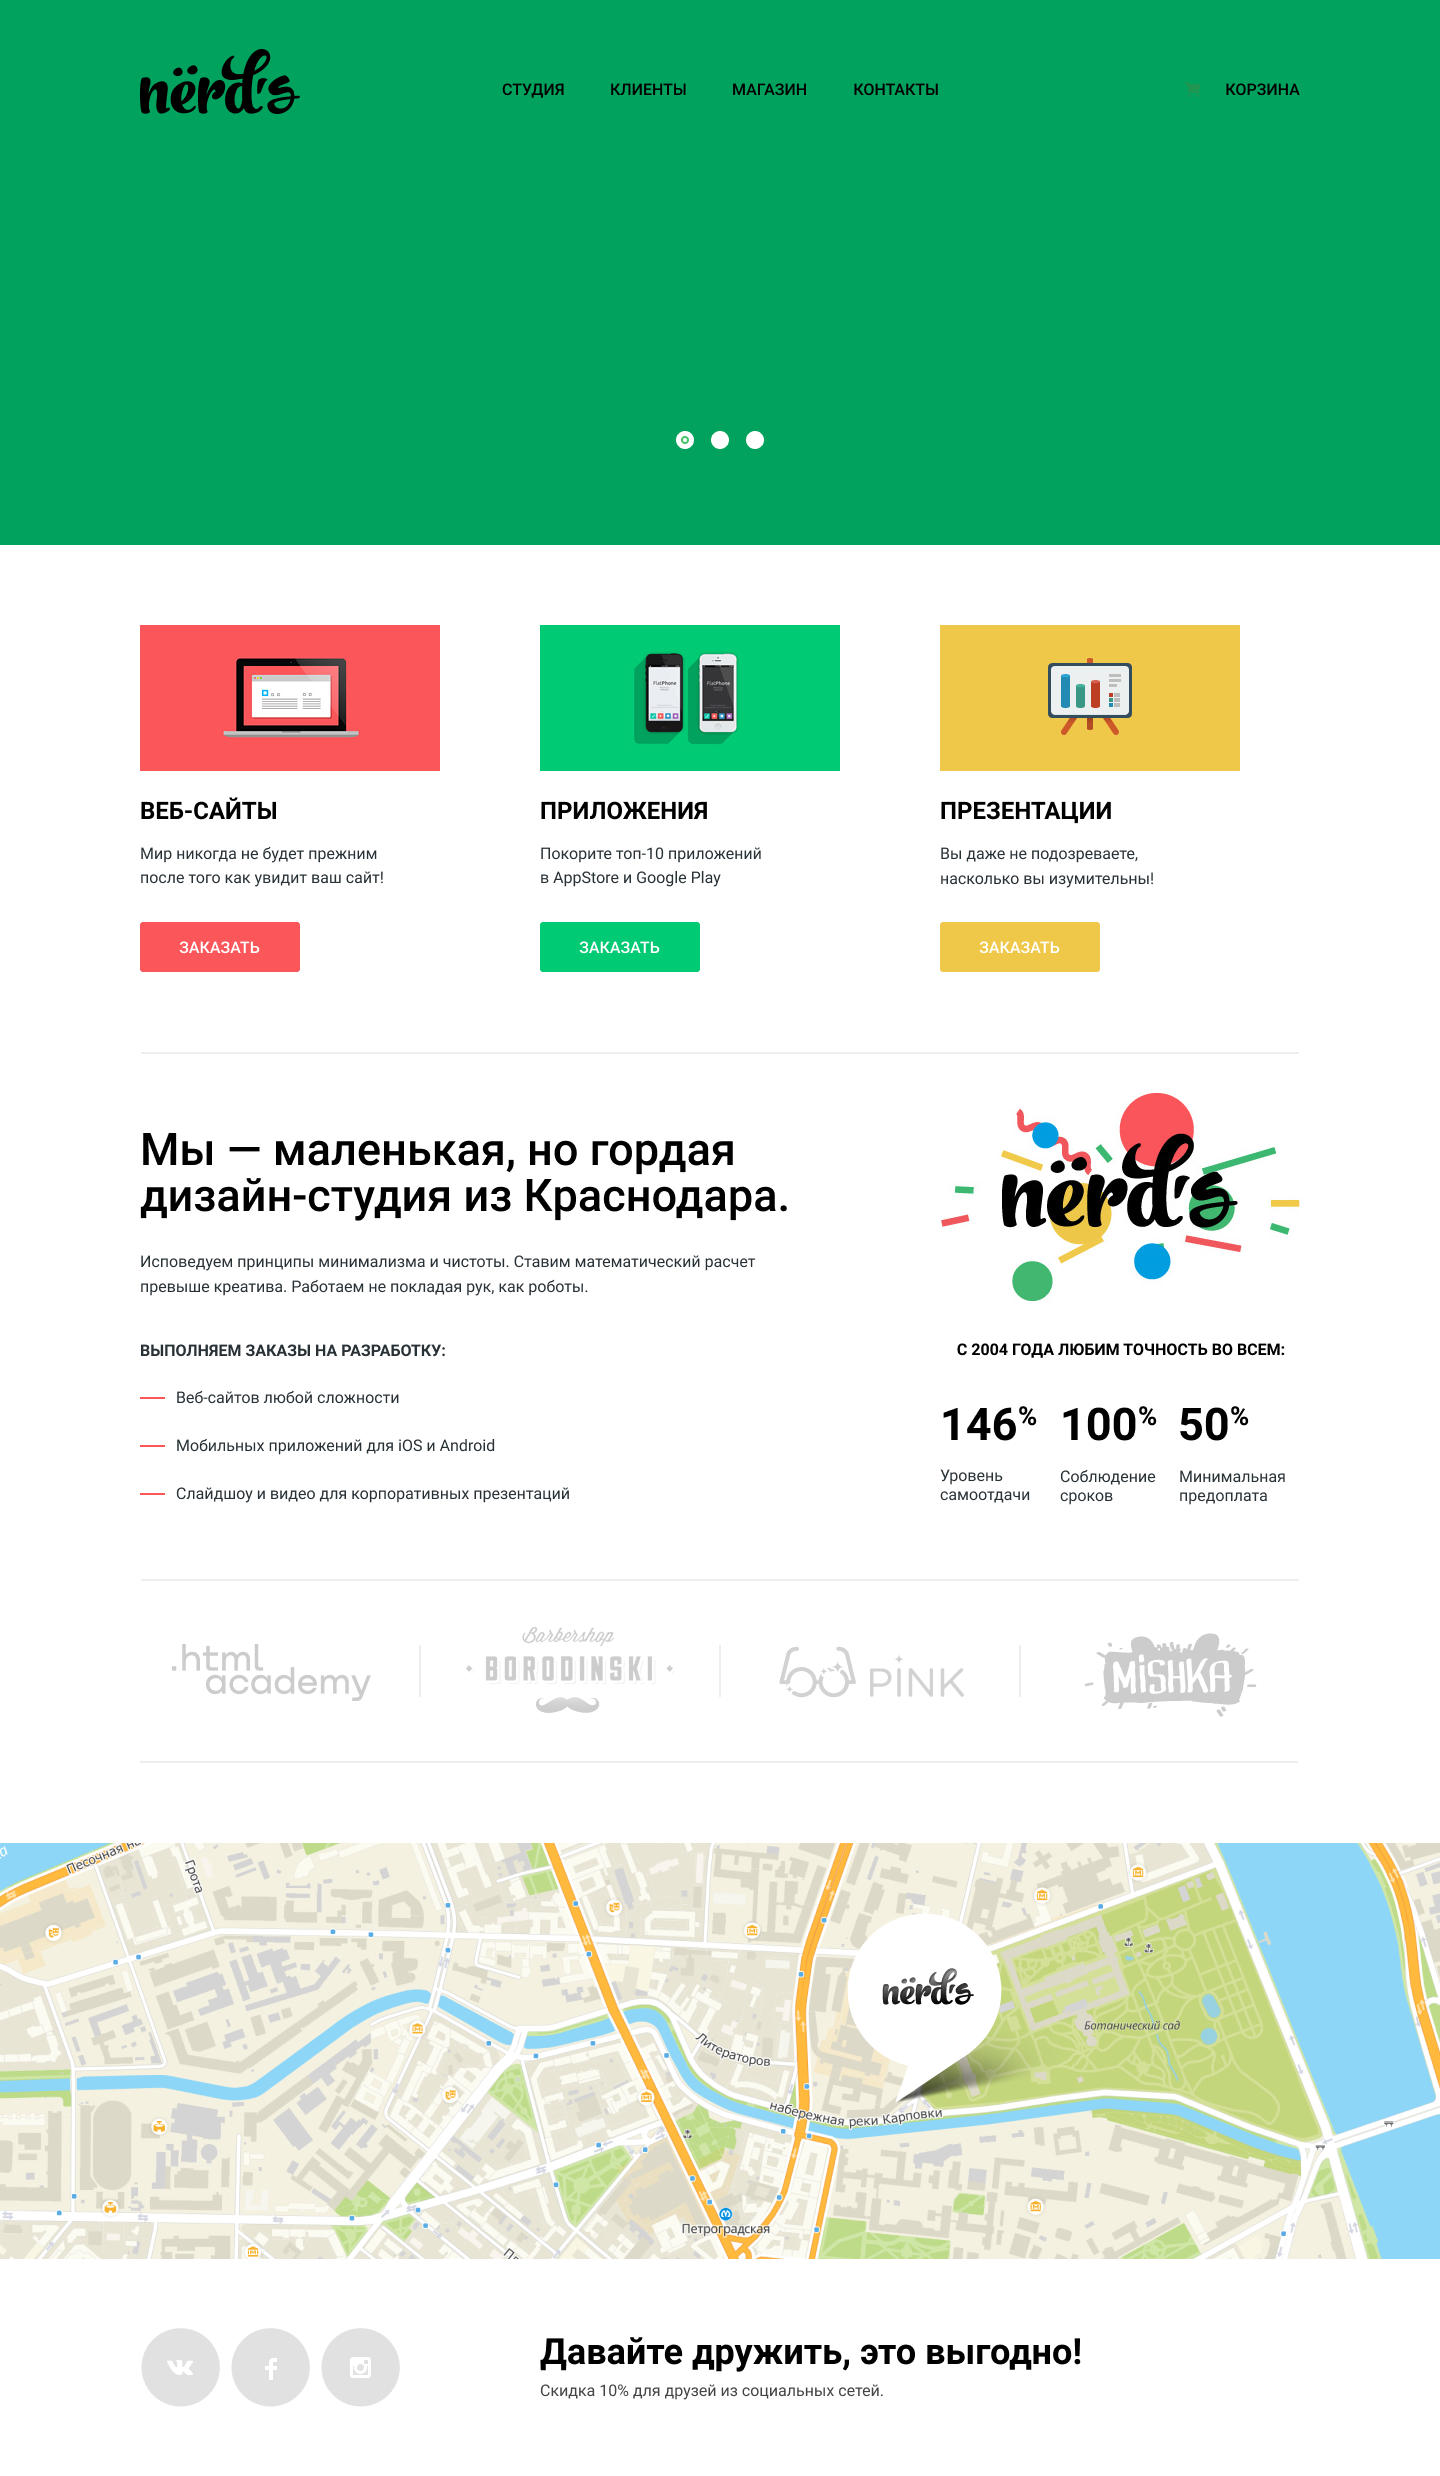 nërd's
СТУДИЯ КЛИЕНТЫ МАГАЗИН КОНТАКТЫ КОРЗИНА
FlatPhone FlatPhone
ВЕБ-САЙТЫ
Мир никогда не будет прежним
после того как увидит ваш сайт!
ЗАКАЗАТЬ
ПРИЛОЖЕНИЯ
Покорите топ-10 приложений
в AppStore и Google Play
ЗАКАЗАТЬ
ПРЕЗЕНТАЦИИ
Вы даже не подозреваете,
насколько вы изумительны!
ЗАКАЗАТЬ
Мы — маленькая, но гордая
дизайн-студия из Краснодара.
Исповедуем принципы минимализма и чистоты. Ставим математический расчет
превыше креатива. Работаем не покладая рук, как роботы.
ВЫПОЛНЯЕМ ЗАКАЗЫ НА РАЗРАБОТКУ:
Веб-сайтов любой сложности
Мобильных приложений для iOS и Android
Слайдшоу и видео для корпоративных презентаций
nërd's
С 2004 ГОДА ЛЮБИМ ТОЧНОСТЬ ВО ВСЕМ:
146% 100% 50%
Уровень
самоотдачи
Соблюдение
сроков
Минимальная
предоплата
.html
academy
Barbershop
BORODINSKI
PINK
MiSHKA
Песочная
Грота
nërd's
Литераторов
Ботанический сад
набережная реки Карповки
Петроградская
Давайте дружить, это выгодно!
Скидка 10% для друзей из социальных сетей.